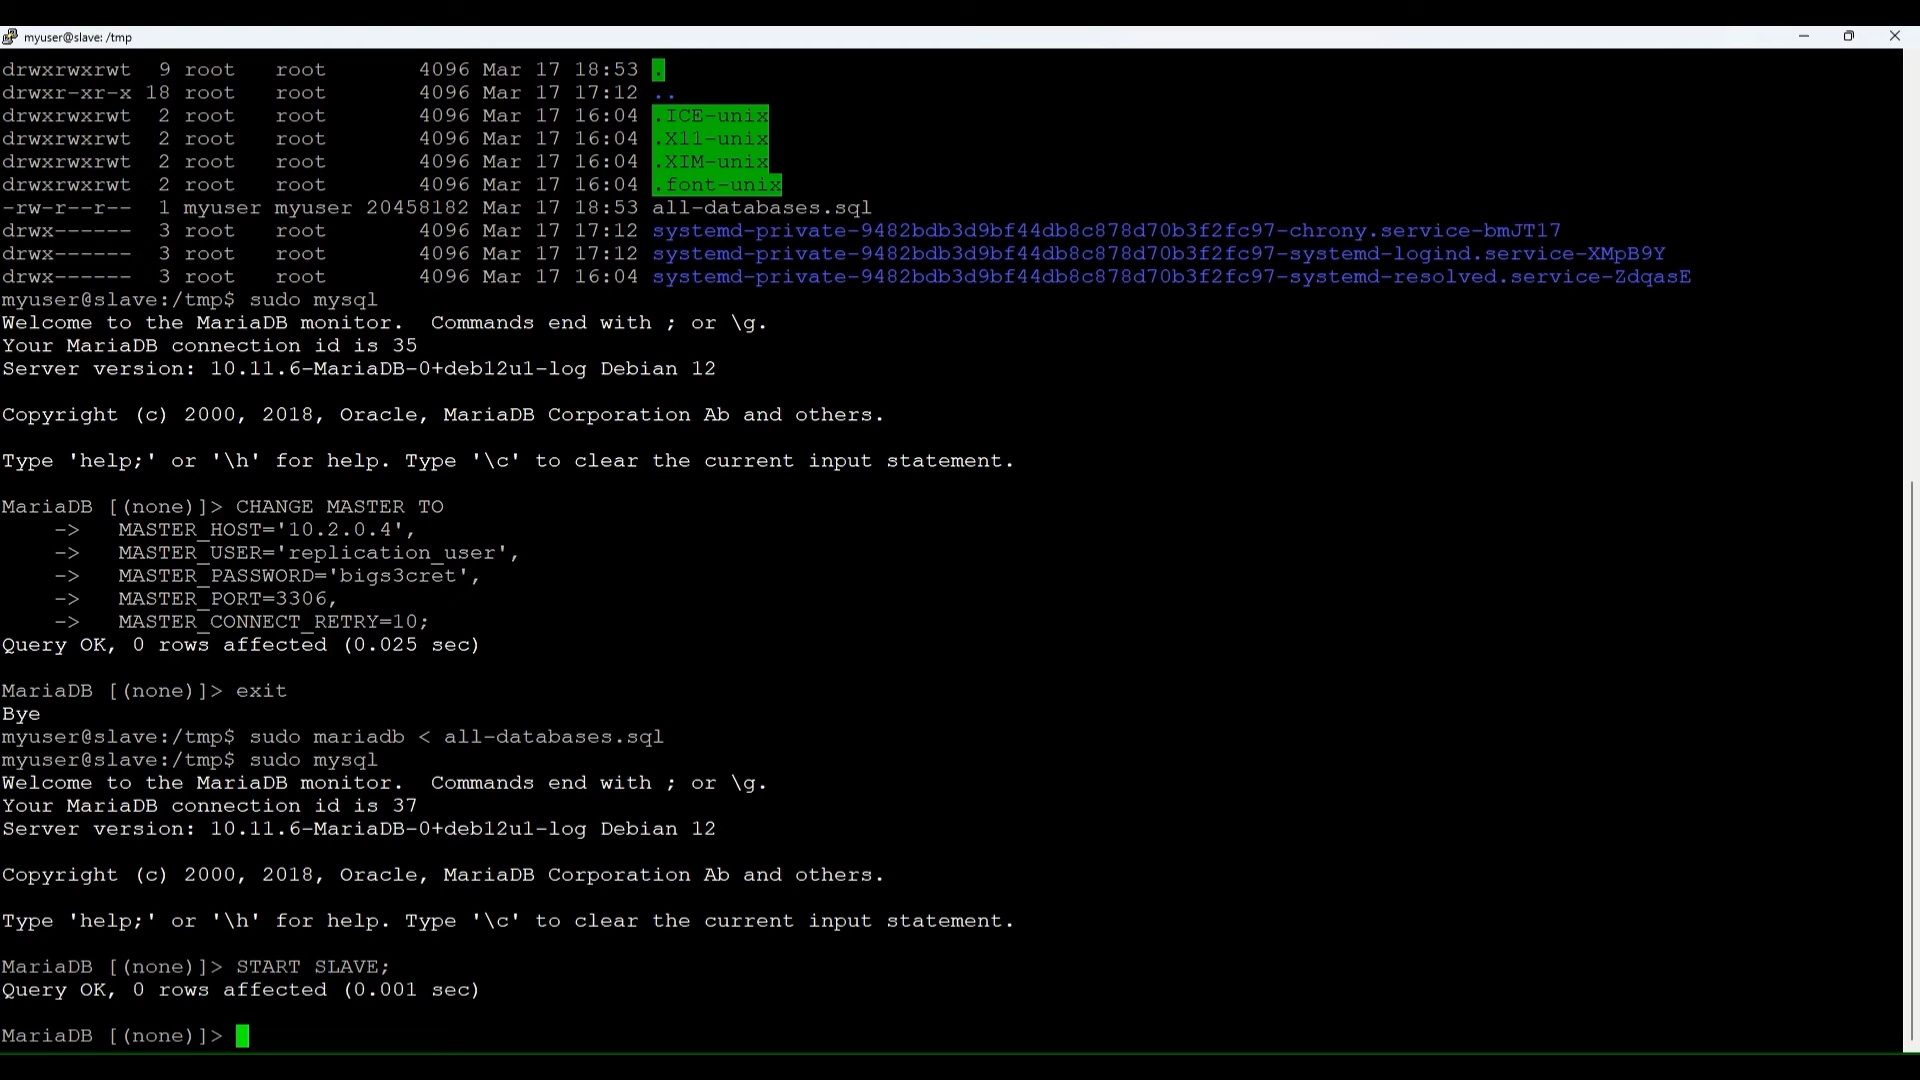 myuser@slave: /tmp
drwxrwxrwt  9 root   root       4096 Mar 17 18:53 .
drwxr-xr-x 18 root   root       4096 Mar 17 17:12 ..
drwxrwxrwt  2 root   root       4096 Mar 17 16:04 .ICE-unix
drwxrwxrwt  2 root   root       4096 Mar 17 16:04 .X11-unix
drwxrwxrwt  2 root   root       4096 Mar 17 16:04 .XIM-unix
drwxrwxrwt  2 root   root       4096 Mar 17 16:04 .font-unix
-rw-r--r--  1 myuser myuser 20458182 Mar 17 18:53 all-databases.sql
drwx------  3 root   root       4096 Mar 17 17:12 systemd-private-9482bdb3d9bf44db8c878d70b3f2fc97-chrony.service-bmJT17
drwx------  3 root   root       4096 Mar 17 17:12 systemd-private-9482bdb3d9bf44db8c878d70b3f2fc97-systemd-logind.service-XMpB9Y
drwx------  3 root   root       4096 Mar 17 16:04 systemd-private-9482bdb3d9bf44db8c878d70b3f2fc97-systemd-resolved.service-ZdqasE
myuser@slave:/tmp$ sudo mysql
Welcome to the MariaDB monitor.  Commands end with ; or \g.
Your MariaDB connection id is 35
Server version: 10.11.6-MariaDB-0+deb12u1-log Debian 12
Copyright (c) 2000, 2018, Oracle, MariaDB Corporation Ab and others.
Type 'help;' or '\h' for help. Type '\c' to clear the current input statement.
MariaDB [(none)]> CHANGE MASTER TO
    ->   MASTER_HOST='10.2.0.4',
    ->   MASTER_USER='replication_user',
    ->   MASTER_PASSWORD='bigs3cret',
    ->   MASTER_PORT=3306,
    ->   MASTER_CONNECT_RETRY=10;
Query OK, 0 rows affected (0.025 sec)
MariaDB [(none)]> exit
Bye
myuser@slave:/tmp$ sudo mariadb < all-databases.sql
myuser@slave:/tmp$ sudo mysql
Welcome to the MariaDB monitor.  Commands end with ; or \g.
Your MariaDB connection id is 37
Server version: 10.11.6-MariaDB-0+deb12u1-log Debian 12
Copyright (c) 2000, 2018, Oracle, MariaDB Corporation Ab and others.
Type 'help;' or '\h' for help. Type '\c' to clear the current input statement.
MariaDB [(none)]> START SLAVE;
Query OK, 0 rows affected (0.001 sec)
MariaDB [(none)]>